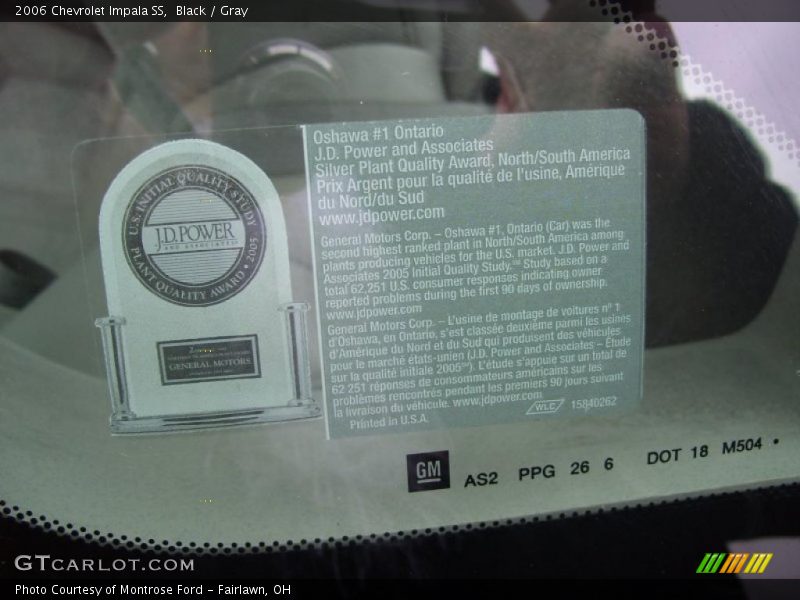 2006 Chevrolet Impala SS,  Black / Gray
U.S. INITIAL QUALITY STUDY
J.D. POWER
AND ASSOCIATES
PLANT QUALITY AWARD • 2005
GENERAL MOTORS
Oshawa #1 Ontario
J.D. Power and Associates
Silver Plant Quality Award, North/South America
Prix Argent pour la qualité de l'usine, Amérique
du Nord/du Sud
www.jdpower.com
General Motors Corp. – Oshawa #1, Ontario (Car) was the
second highest ranked plant in North/South America among
plants producing vehicles for the U.S. market. J.D. Power and
Associates 2005 Initial Quality Study.℠ Study based on a
total 62,251 U.S. consumer responses indicating owner
reported problems during the first 90 days of ownership.
www.jdpower.com
General Motors Corp. – L'usine de montage de voitures nº 1
d'Oshawa, en Ontario, s'est classée deuxième parmi les usines
d'Amérique du Nord et du Sud qui produsent des véhicules
pour le marché états-unien (J.D. Power and Associates – Étude
sur la qualité initiale 2005℠). L'étude s'appuie sur un total de
62 251 réponses de consommateurs américains sur les
problèmes rencontrés pendant les premiers 90 jours suivant
la livraison du véhicule. www.jdpower.com
Printed in U.S.A.
WLC 15840262
GM AS2 PPG 26 6 DOT 18 M504 •
GTCARLOT.COM
Photo Courtesy of Montrose Ford – Fairlawn, OH